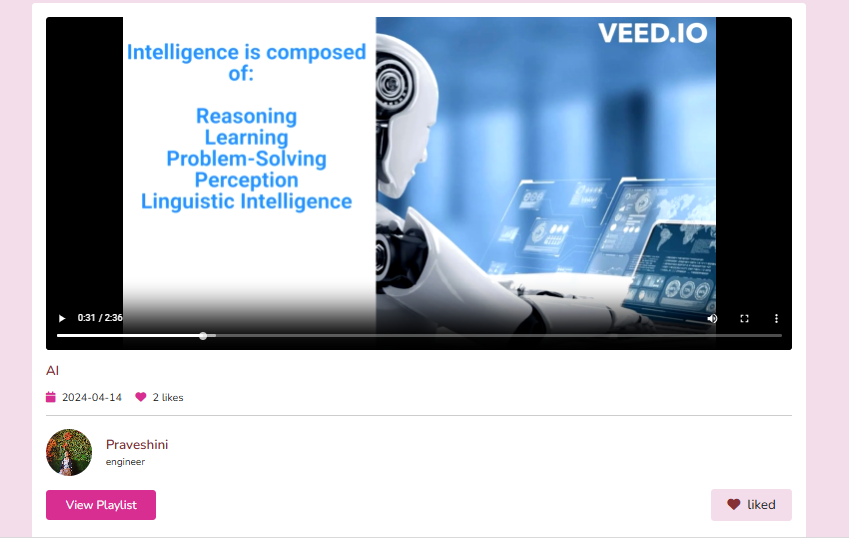 VEED.IO
Intelligence is composed
of:
Reasoning
Learning
Problem-Solving
Perception
Linguistic Intelligence
0:31 / 2:36
AI
2024-04-14 2 likes
Praveshini
engineer
View Playlist
liked